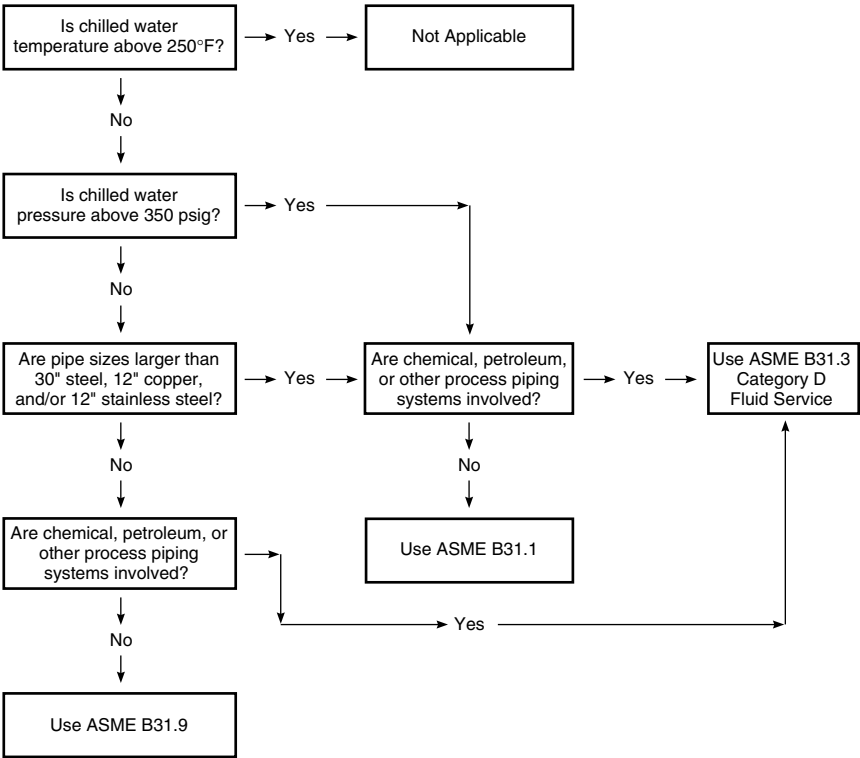 Is chilled water
temperature above 250°F?
Yes
Not Applicable
No
Is chilled water
pressure above 350 psig?
Yes
No
Are pipe sizes larger than
30" steel, 12" copper,
and/or 12" stainless steel?
Yes
Are chemical, petroleum,
or other process piping
systems involved?
Yes
Use ASME B31.3
Category D
Fluid Service
No
No
Are chemical, petroleum, or
other process piping
systems involved?
Use ASME B31.1
Yes
No
Use ASME B31.9